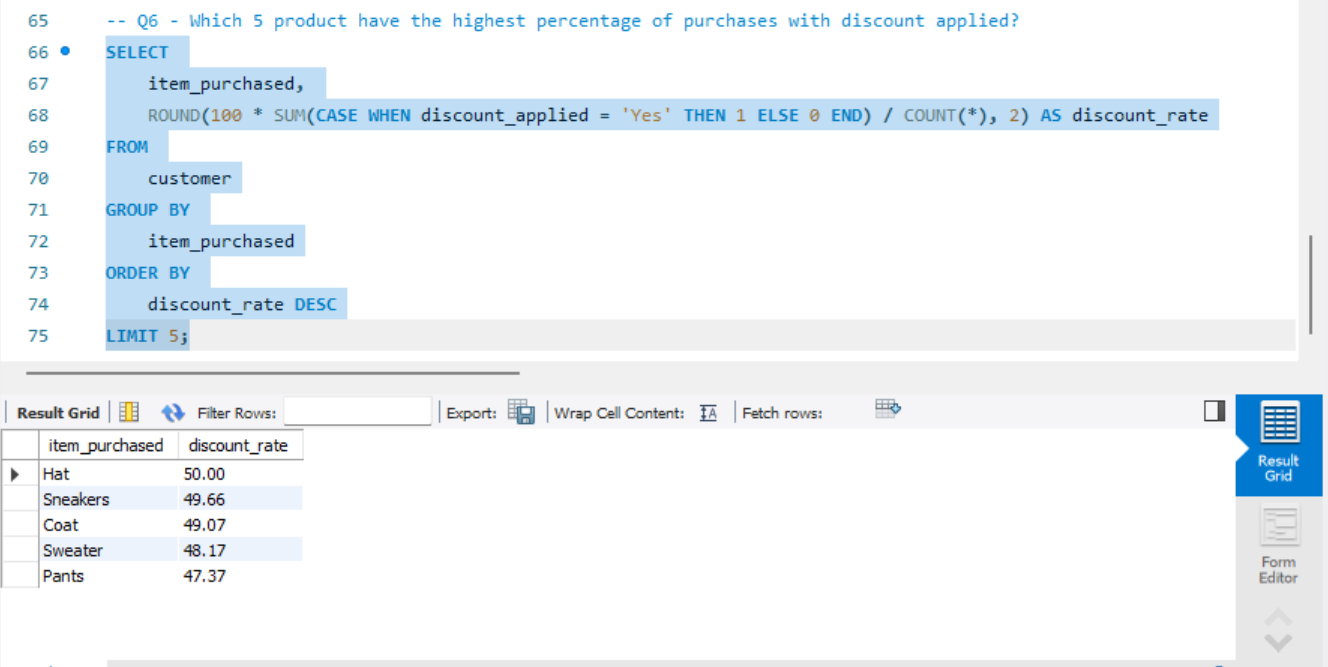 65 -- Q6 - Which 5 product have the highest percentage of purchases with discount applied?
66 SELECT
67 item_purchased,
68 ROUND(100 * SUM(CASE WHEN discount_applied = 'Yes' THEN 1 ELSE 0 END) / COUNT(*), 2) AS discount_rate
69 FROM
70 customer
71 GROUP BY
72 item_purchased
73 ORDER BY
74 discount_rate DESC
75 LIMIT 5;
Result Grid Filter Rows: Export: Wrap Cell Content: Fetch rows:
item_purchased discount_rate
Hat 50.00
Sneakers 49.66
Coat 49.07
Sweater 48.17
Pants 47.37
Result
Grid
Form
Editor